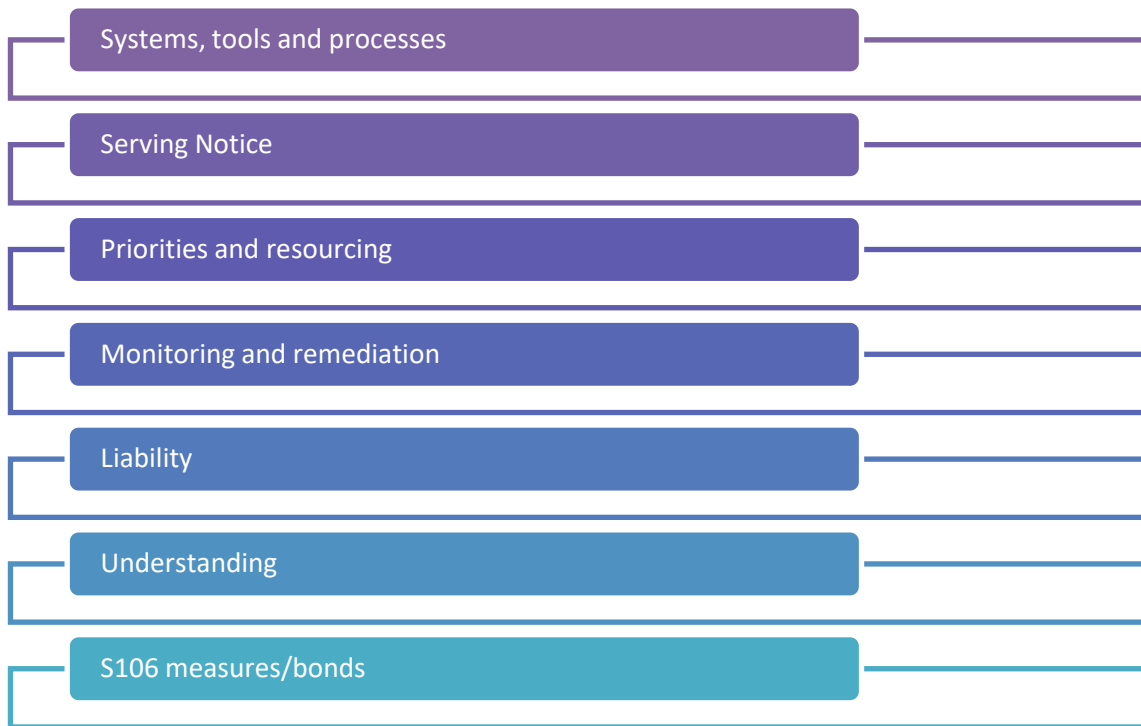 Systems, tools and processes
Serving Notice
Priorities and resourcing
Monitoring and remediation
Liability
Understanding
S106 measures/bonds